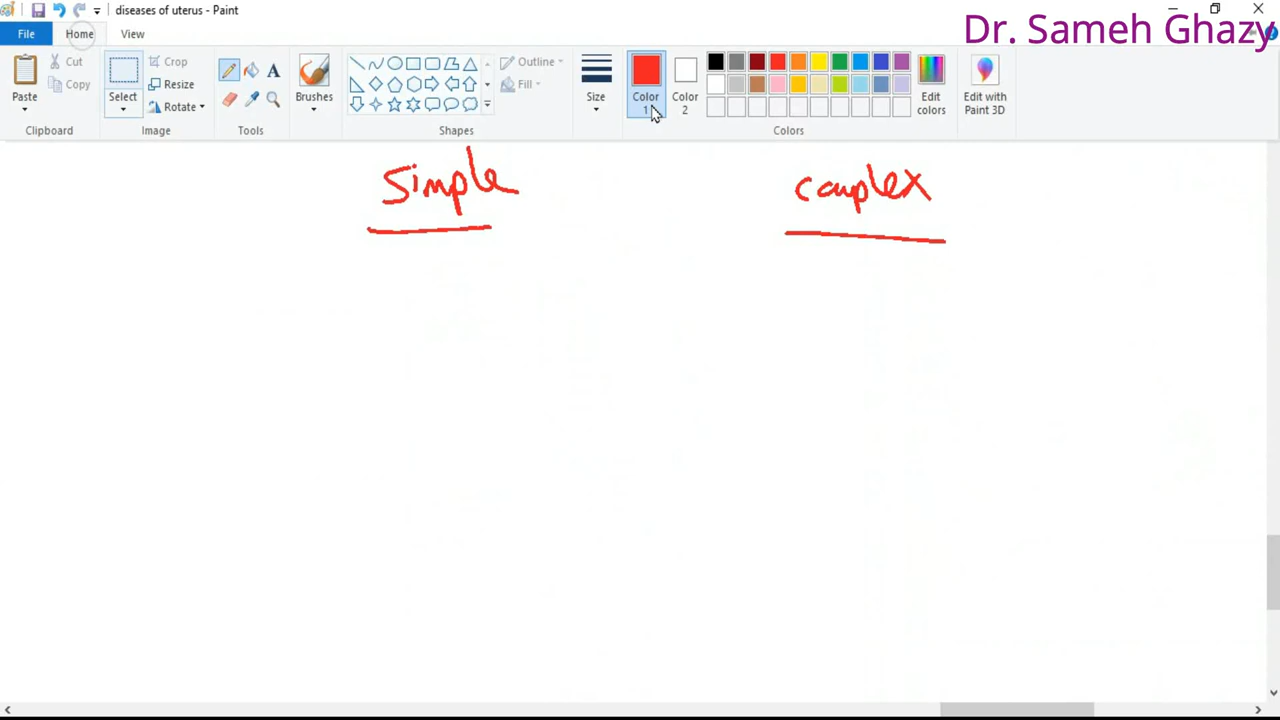 diseases of uterus - Paint
Dr. Sameh Ghazy
File Home View
Paste Cut Copy
Select Crop Resize Rotate
Brushes
Outline Fill
Size
Color 1
Color 2
Edit colors
Edit with Paint 3D
Clipboard Image Tools Shapes Colors
Simple complex